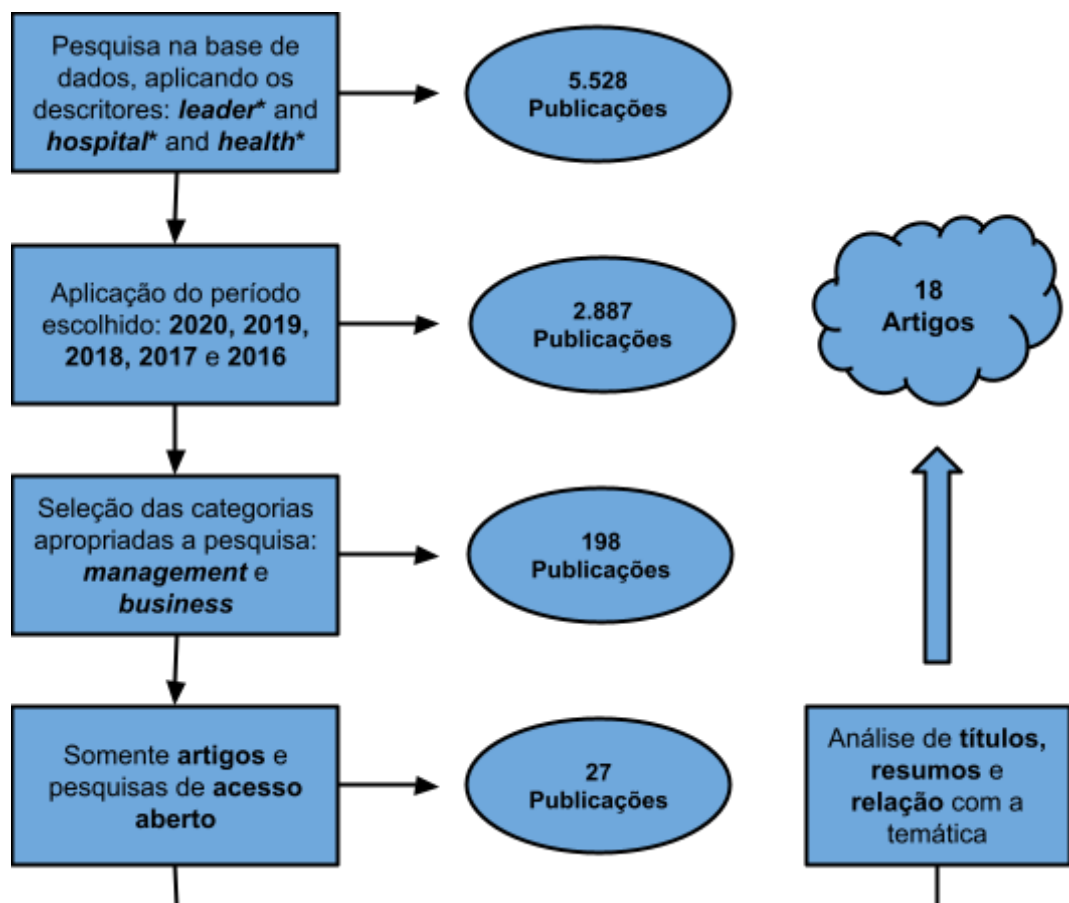 Pesquisa na base de
dados, aplicando os
descritores: leader* and
hospital* and health*
5.528
Publicações
Aplicação do período
escolhido: 2020, 2019,
2018, 2017 e 2016
2.887
Publicações
18
Artigos
Seleção das categorias
apropriadas a pesquisa:
management e
business
198
Publicações
Somente artigos e
pesquisas de acesso
aberto
27
Publicações
Análise de títulos,
resumos e
relação com a
temática